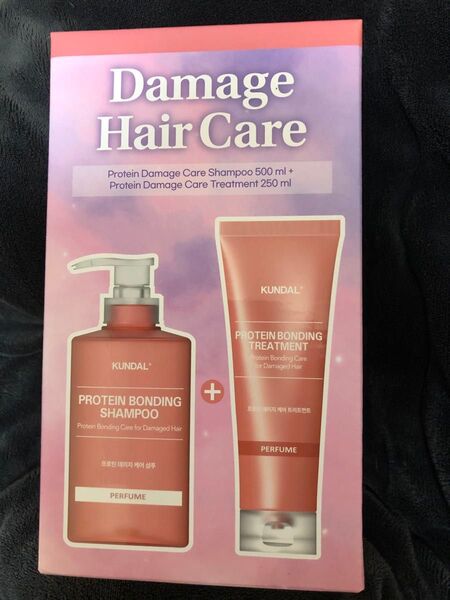 Damage
Hair Care
Protein Damage Care Shampoo 500 ml +
Protein Damage Care Treatment 250 ml
KUNDAL®
PROTEIN BONDING
SHAMPOO
Protein Bonding Care for Damaged Hair
프로틴 데미지 케어 샴푸
PERFUME
+
KUNDAL®
PROTEIN BONDING
TREATMENT
Protein Bonding Care
for Damaged Hair
프로틴 데미지 케어 트리트먼트
PERFUME